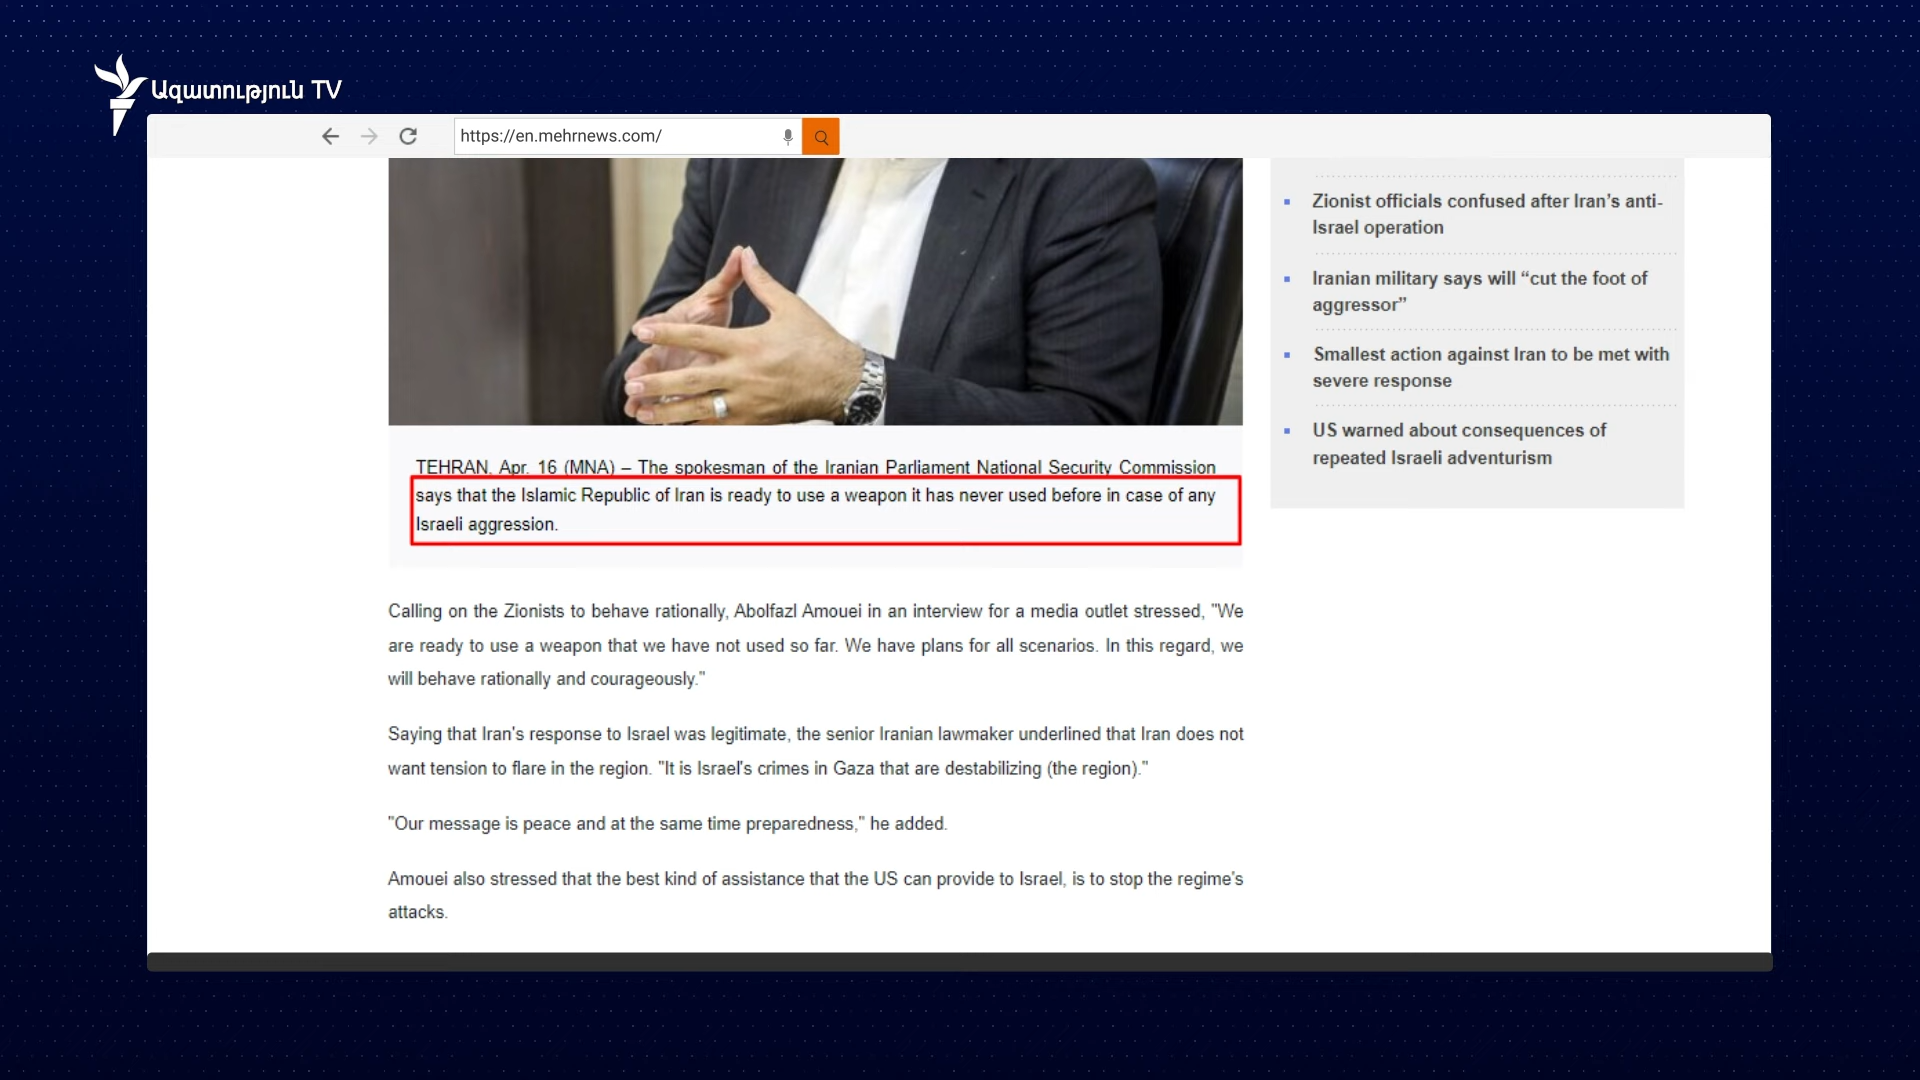 Ազատություն TV
https://en.mehrnews.com/
TEHRAN, Apr. 16 (MNA) – The spokesman of the Iranian Parliament National Security Commission
says that the Islamic Republic of Iran is ready to use a weapon it has never used before in case of any
Israeli aggression.
Calling on the Zionists to behave rationally, Abolfazl Amouei in an interview for a media outlet stressed, "We
are ready to use a weapon that we have not used so far. We have plans for all scenarios. In this regard, we
will behave rationally and courageously."
Saying that Iran's response to Israel was legitimate, the senior Iranian lawmaker underlined that Iran does not
want tension to flare in the region. "It is Israel's crimes in Gaza that are destabilizing (the region)."
"Our message is peace and at the same time preparedness," he added.
Amouei also stressed that the best kind of assistance that the US can provide to Israel, is to stop the regime's
attacks.
Zionist officials confused after Iran’s anti-
Israel operation
Iranian military says will “cut the foot of
aggressor”
Smallest action against Iran to be met with
severe response
US warned about consequences of
repeated Israeli adventurism